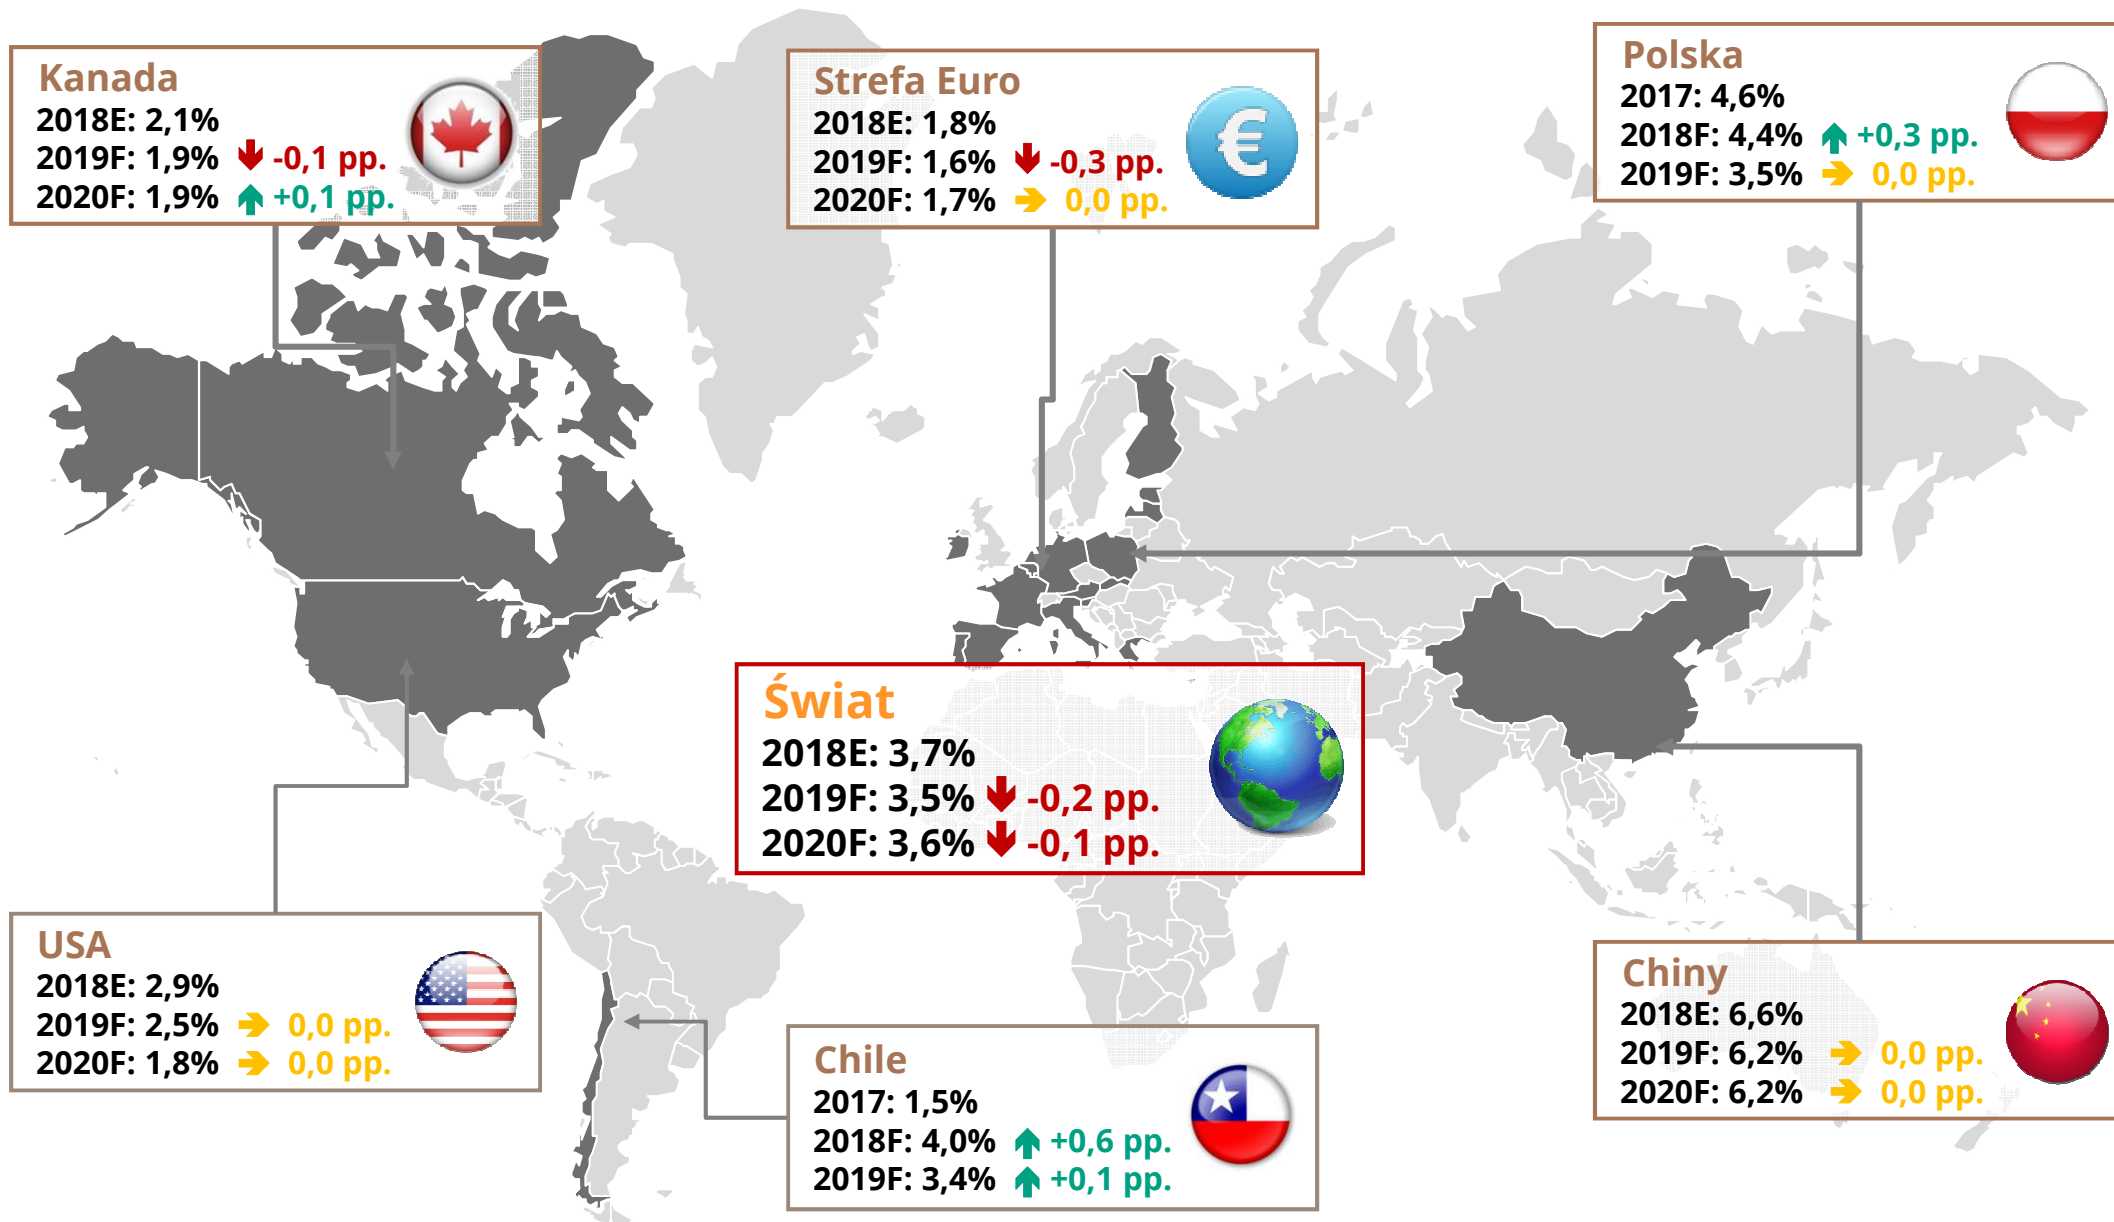 Kanada
2018E: 2,1%
2019F: 1,9% -0,1 pp.
2020F: 1,9% +0,1 pp.
Strefa Euro
2018E: 1,8%
2019F: 1,6% -0,3 pp.
2020F: 1,7% 0,0 pp.
€
Polska
2017: 4,6%
2018F: 4,4% +0,3 pp.
2019F: 3,5% 0,0 pp.
Świat
2018E: 3,7%
2019F: 3,5% -0,2 pp.
2020F: 3,6% -0,1 pp.
USA
2018E: 2,9%
2019F: 2,5% 0,0 pp.
2020F: 1,8% 0,0 pp.
Chile
2017: 1,5%
2018F: 4,0% +0,6 pp.
2019F: 3,4% +0,1 pp.
Chiny
2018E: 6,6%
2019F: 6,2% 0,0 pp.
2020F: 6,2% 0,0 pp.